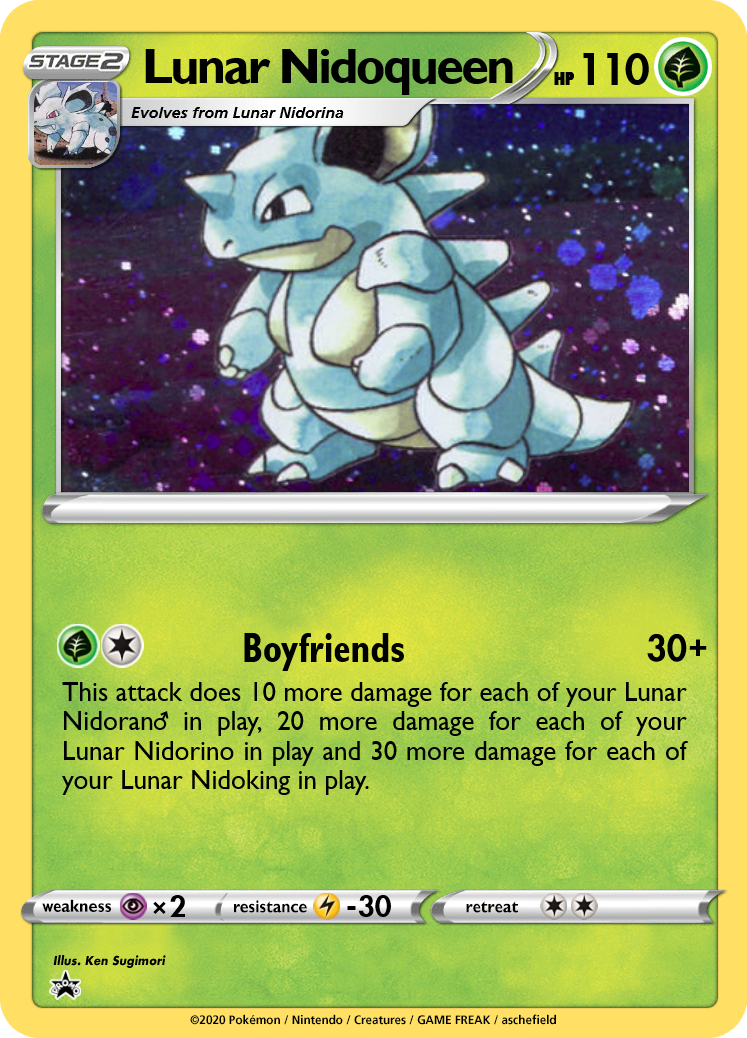 STAGE2
Lunar Nidoqueen
HP 110
Evolves from Lunar Nidorina
Boyfriends 30+
This attack does 10 more damage for each of your Lunar
Nidoran♂ in play, 20 more damage for each of your
Lunar Nidorino in play and 30 more damage for each of
your Lunar Nidoking in play.
weakness ×2 resistance -30 retreat
Illus. Ken Sugimori
PROMO
©2020 Pokémon / Nintendo / Creatures / GAME FREAK / aschefield